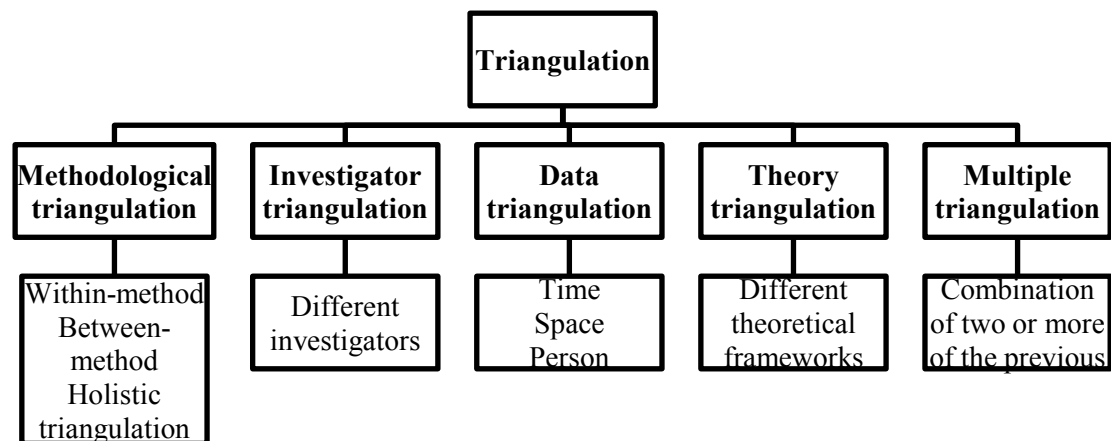 Triangulation
Methodological
triangulation
Investigator
triangulation
Data
triangulation
Theory
triangulation
Multiple
triangulation
Within-method
Between-
method
Holistic
triangulation
Different
investigators
Time
Space
Person
Different
theoretical
frameworks
Combination
of two or more
of the previous